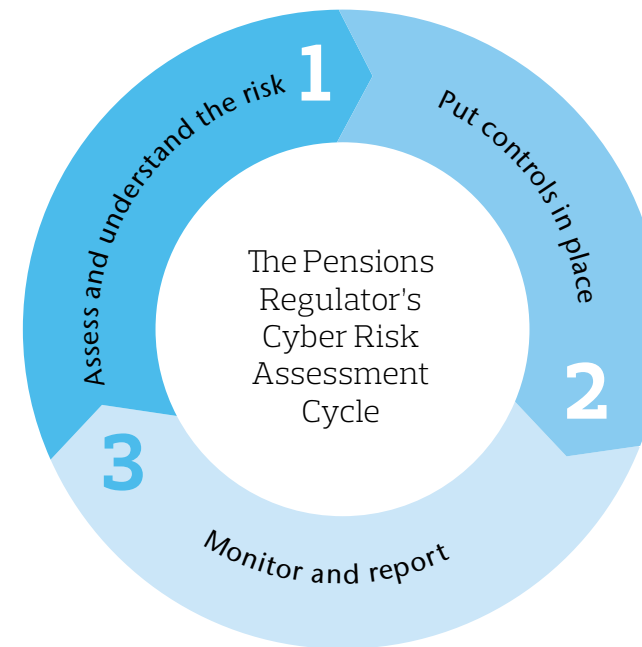 The Pensions
Regulator's
Cyber Risk
Assessment
Cycle
1
Assess and understand the risk
2
Put controls in place
3
Monitor and report